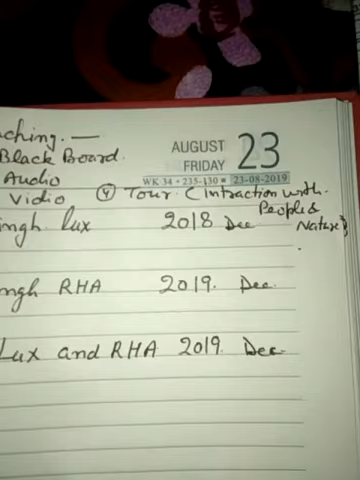 ching. —
Black Board.
AUGUST 23
FRIDAY
WK 34 • 235-130 • 23-08-2019
Audio
Vidio ④ Tour (Intraction with People & Nature)
ngh Lux 2018 Dec
ngh RHA 2019. Dec.
Lux and RHA 2019. Dec.